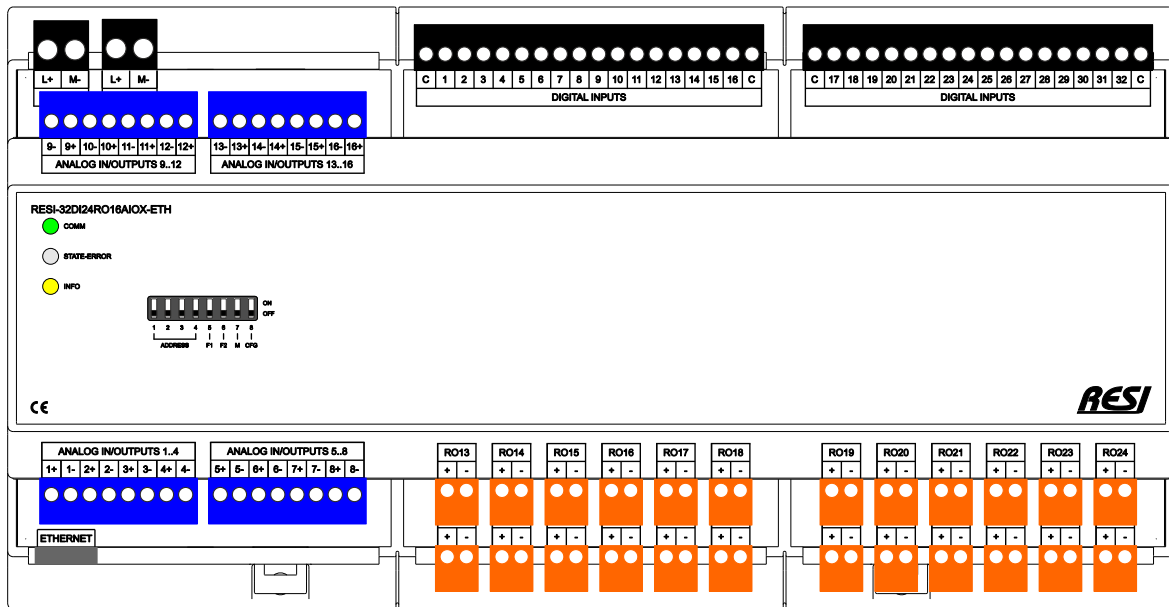 L+ M- L+ M-
C 1 2 3 4 5 6 7 8 9 10 11 12 13 14 15 16 C
DIGITAL INPUTS
C 17 18 19 20 21 22 23 24 25 26 27 28 29 30 31 32 C
DIGITAL INPUTS
9- 9+ 10- 10+ 11- 11+ 12- 12+
ANALOG IN/OUTPUTS 9..12
13- 13+ 14- 14+ 15- 15+ 16- 16+
ANALOG IN/OUTPUTS 13..16
RESI-32DI24RO16AIOX-ETH
COMM
STATE-ERROR
INFO
ON
OFF
1 2 3 4 5 6 7 8
ADDRESS F1 F2 M CFG
CE
RESI
ANALOG IN/OUTPUTS 1..4
1+ 1- 2+ 2- 3+ 3- 4+ 4-
ANALOG IN/OUTPUTS 5..8
5+ 5- 6+ 6- 7+ 7- 8+ 8-
RO13 RO14 RO15 RO16 RO17 RO18
+ - + - + - + - + - + -
RO19 RO20 RO21 RO22 RO23 RO24
+ - + - + - + - + - + -
ETHERNET
+ - + - + - + - + - + -
+ - + - + - + - + - + -